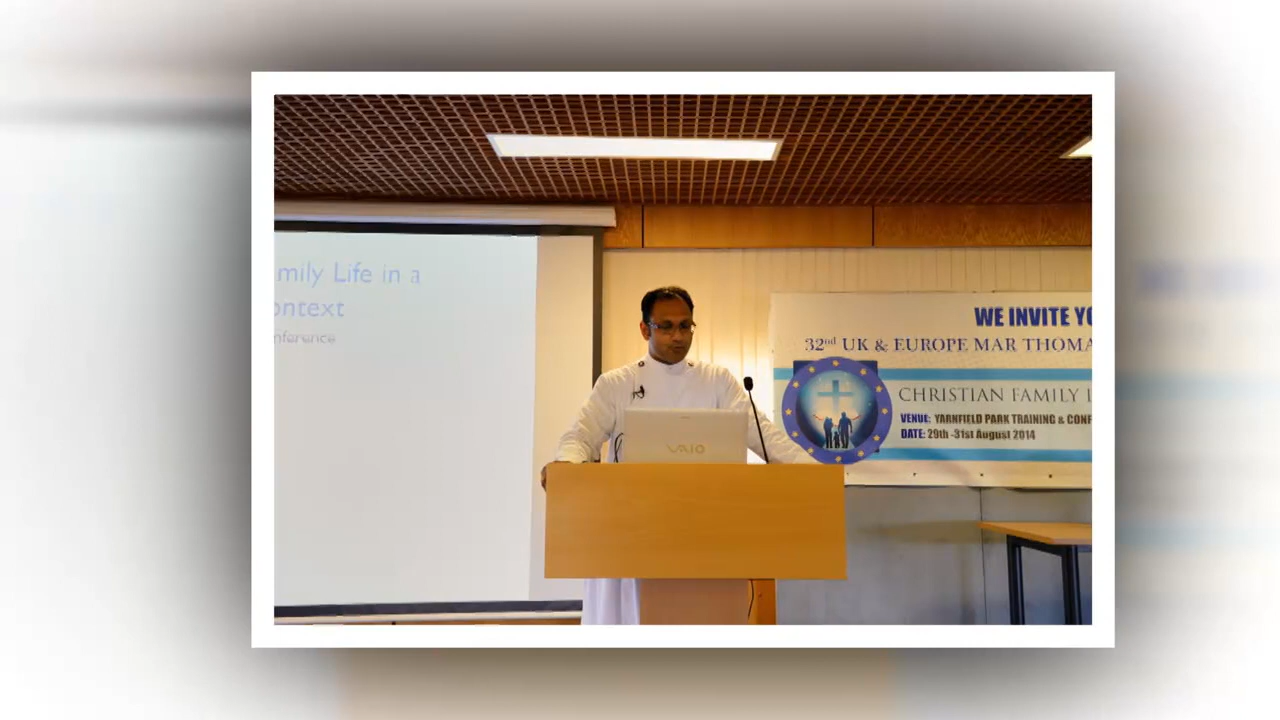 mily Life in a
ontext
nference
VAIO
WE INVITE YO
32nd UK & EUROPE MAR THOMA
CHRISTIAN FAMILY L
VENUE: YARNFIELD PARK TRAINING & CONF
DATE: 29th -31st August 2014